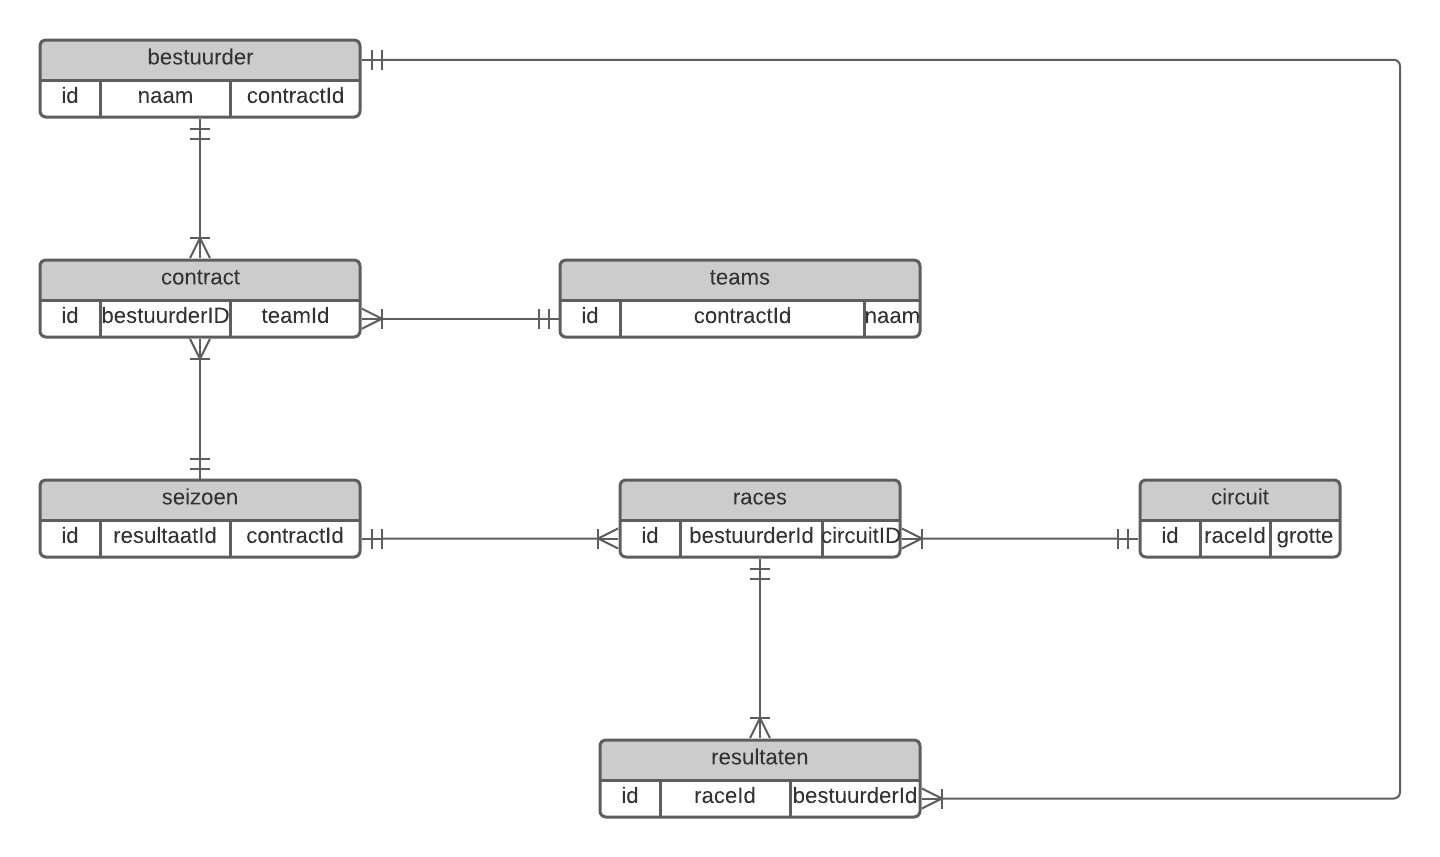 bestuurder
id naam contractId
contract
id bestuurderID teamId
teams
id contractId naam
seizoen
id resultaatId contractId
races
id bestuurderId circuitID
circuit
id raceId grotte
resultaten
id raceId bestuurderId